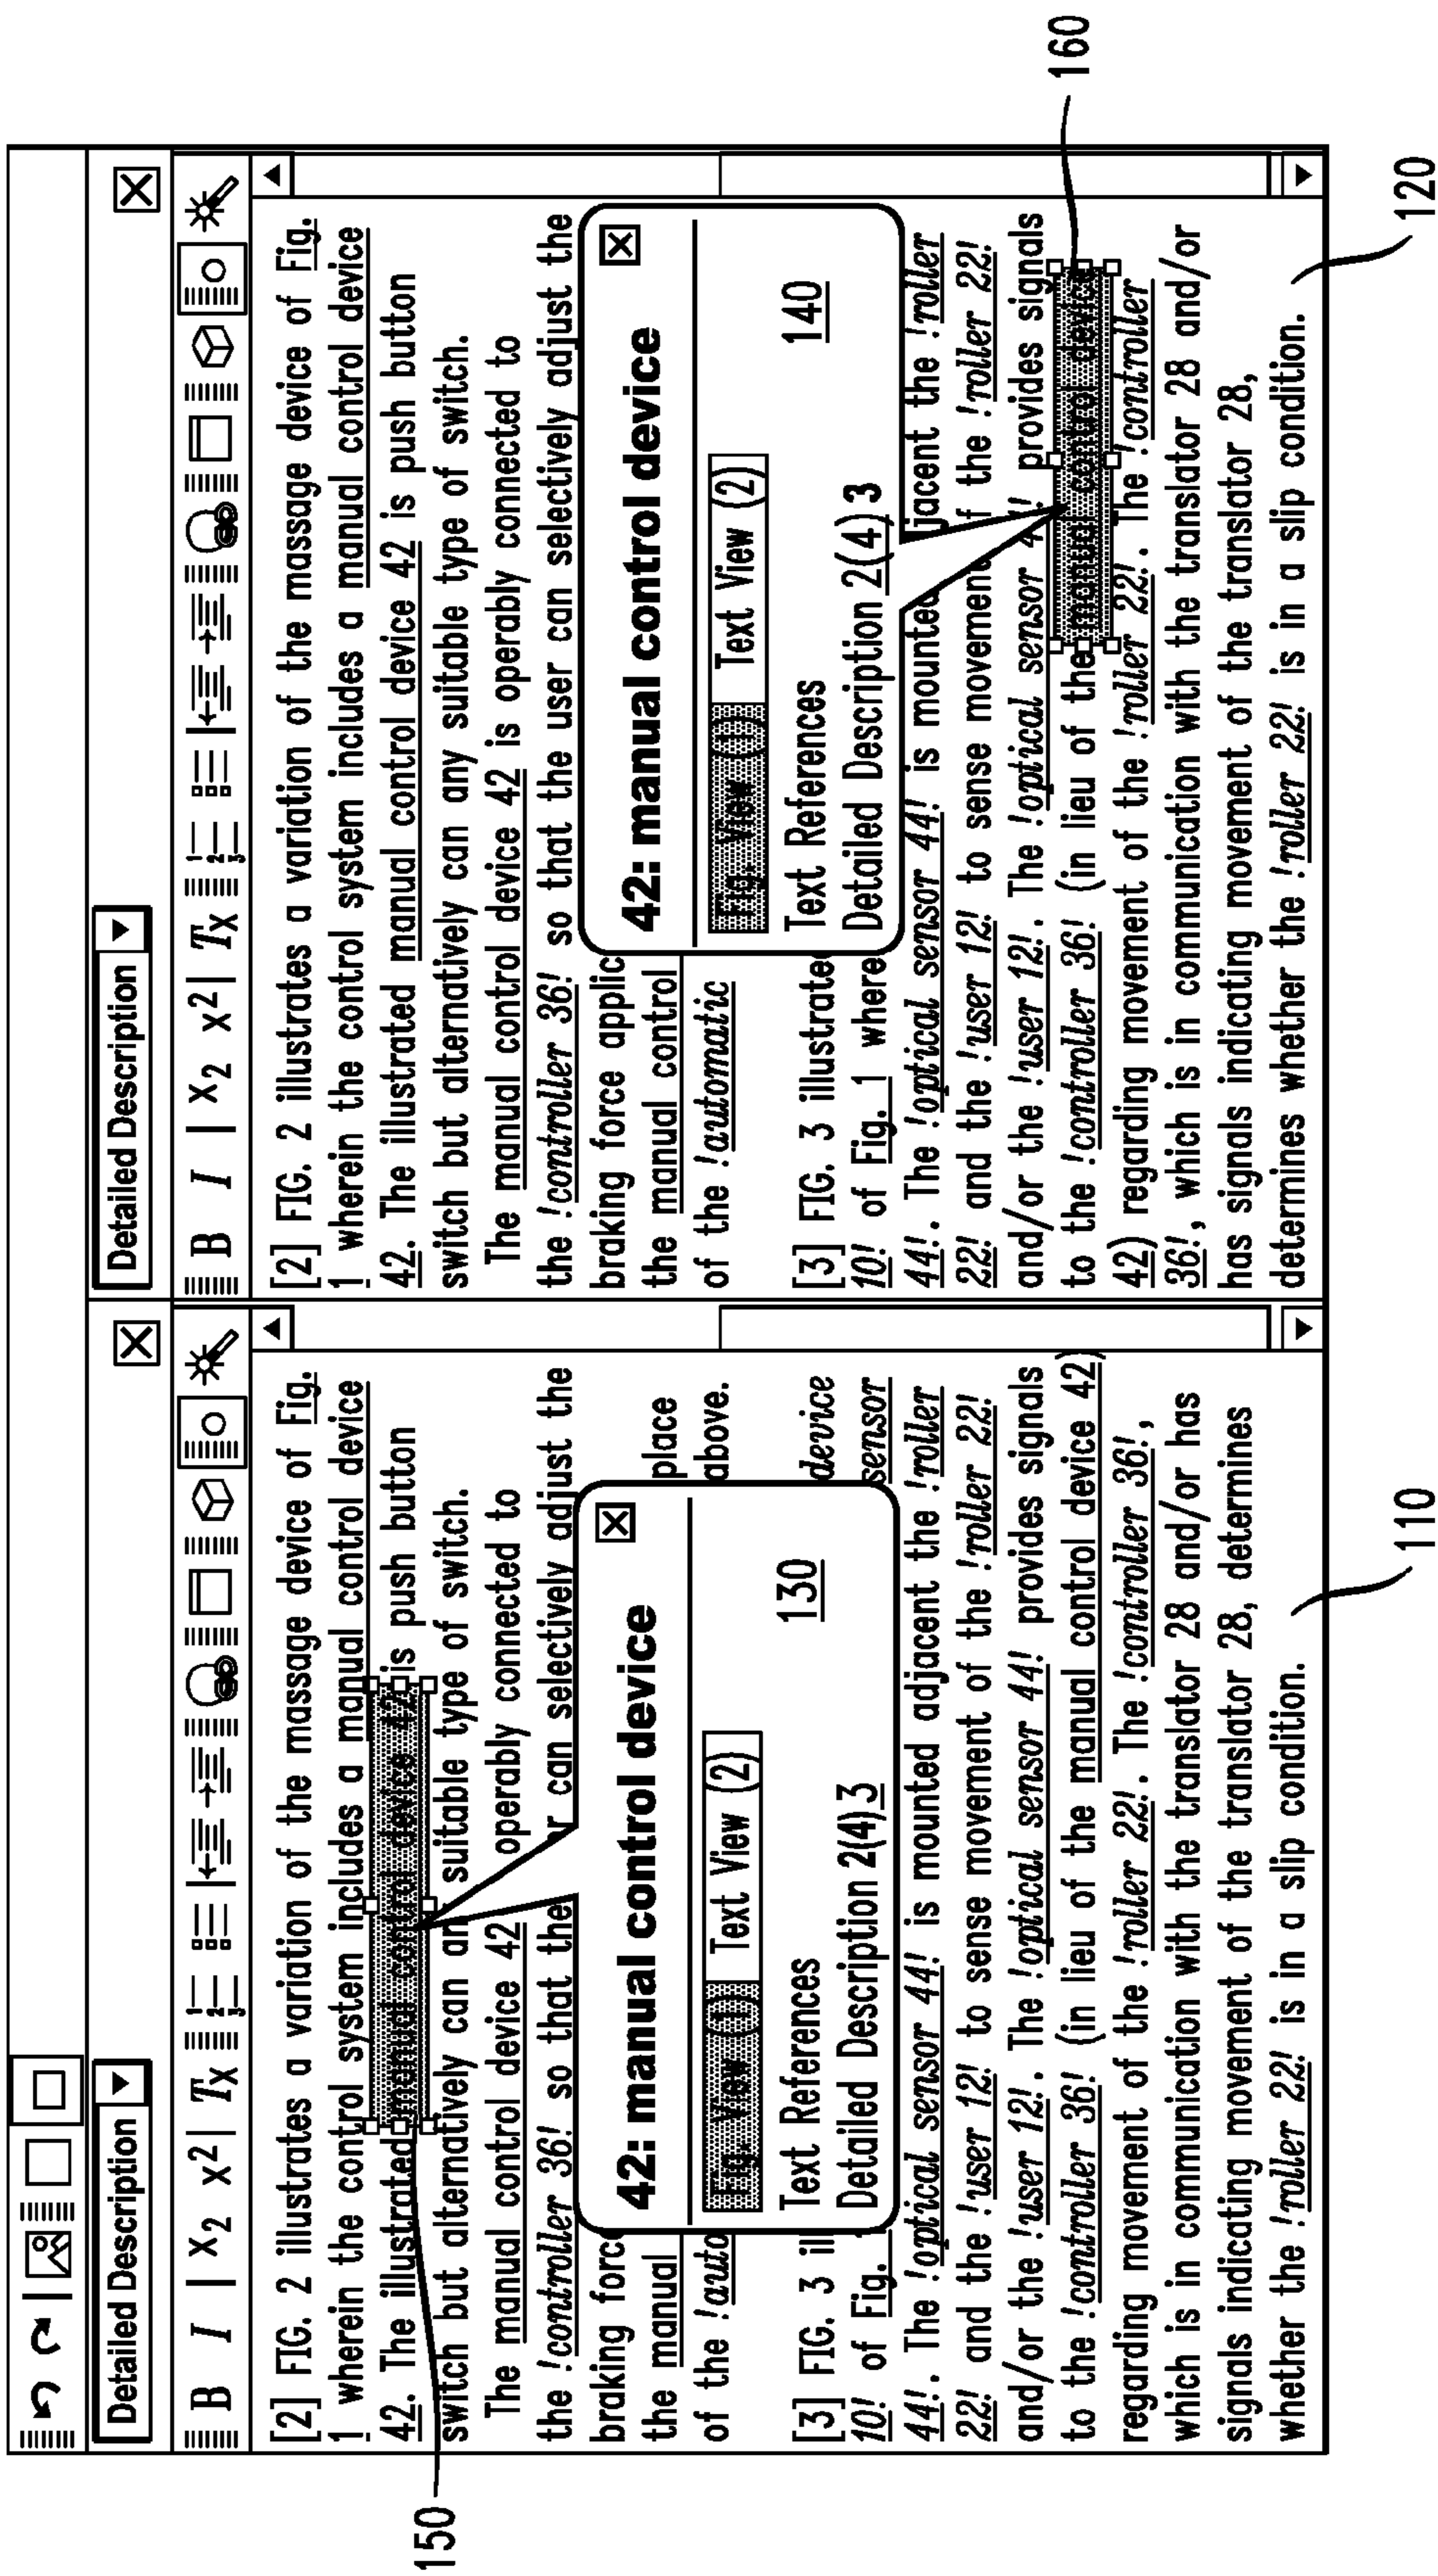 Detailed Description
B I | X2 X2 | Tx
[2] FIG. 2 illustrates a variation of the massage device of Fig.
1 wherein the control system includes a manual control device
42. The illustrated manual control device 42 is push button
switch but alternatively can an suitable type of switch.
The manual control device 42 operably connected to
the !controller 36! so that the r can selectively adjust the
braking forc
the manual place
of the !auto above.
[3] FIG. 3 ill device
10! of Fig. sensor
44!. The !optical sensor 44! is mounted adjacent the !roller
22! and the !user 12! to sense movement of the !roller 22!
and/or the !user 12!. The !optical sensor 44! provides signals
to the !controller 36! (in lieu of the manual control device 42)
regarding movement of the !roller 22!. The !controller 36!,
which is in communication with the translator 28 and/or has
signals indicating movement of the translator 28, determines
whether the !roller 22! is in a slip condition.
42: manual control device
Fig. View (1) Text View (2)
Text References 130
Detailed Description 2(4)3
150
110
Detailed Description
B I | X2 X2 | Tx
[2] FIG. 2 illustrates a variation of the massage device of Fig.
1 wherein the control system includes a manual control device
42. The illustrated manual control device 42 is push button
switch but alternatively can any suitable type of switch.
The manual control device 42 is operably connected to
the !controller 36! so that the user can selectively adjust the
braking force applic
the manual control
of the !automatic
[3] FIG. 3 illustrated
10! of Fig. 1 where
44!. The !optical sensor 44! is mounted jacent the !roller
22! and the !user 12! to sense movement f the !roller 22!
and/or the !user 12!. The !optical sensor 4 ! provides signals
to the !controller 36! (in lieu of the manual control device
42) regarding movement of the !roller 22!. The !controller
36!, which is in communication with the translator 28 and/or
has signals indicating movement of the translator 28,
determines whether the !roller 22! is in a slip condition.
42: manual control device
Fig. View (1) Text View (2)
Text References 140
Detailed Description 2(4)3
160
120